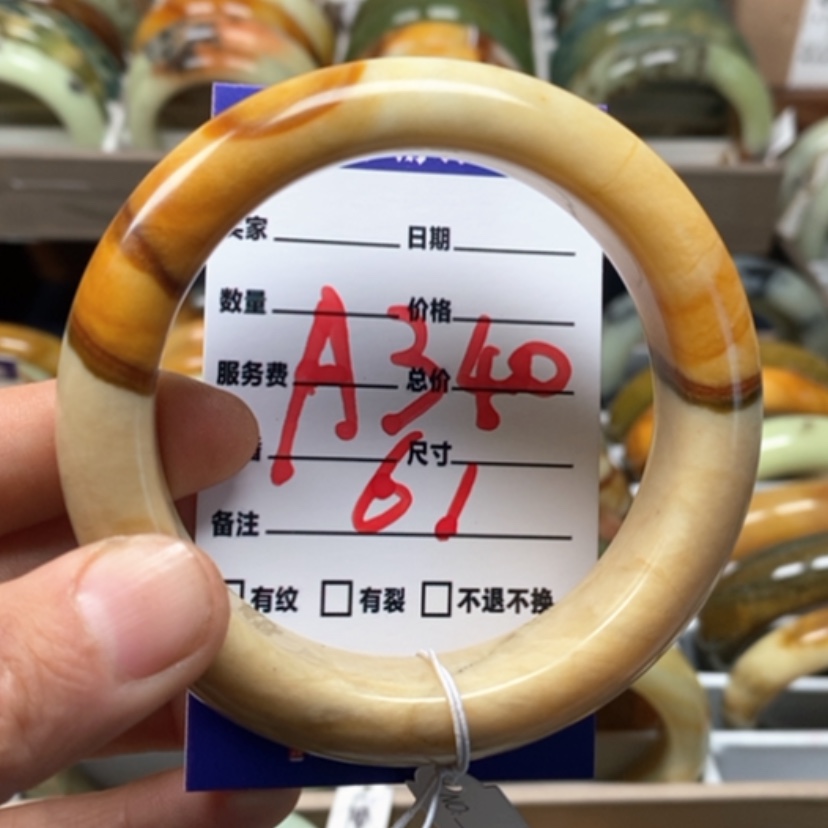 家 日期
数量 价格
服务费 总价
A340
尺寸
61
备注
有纹 有裂 不退不换